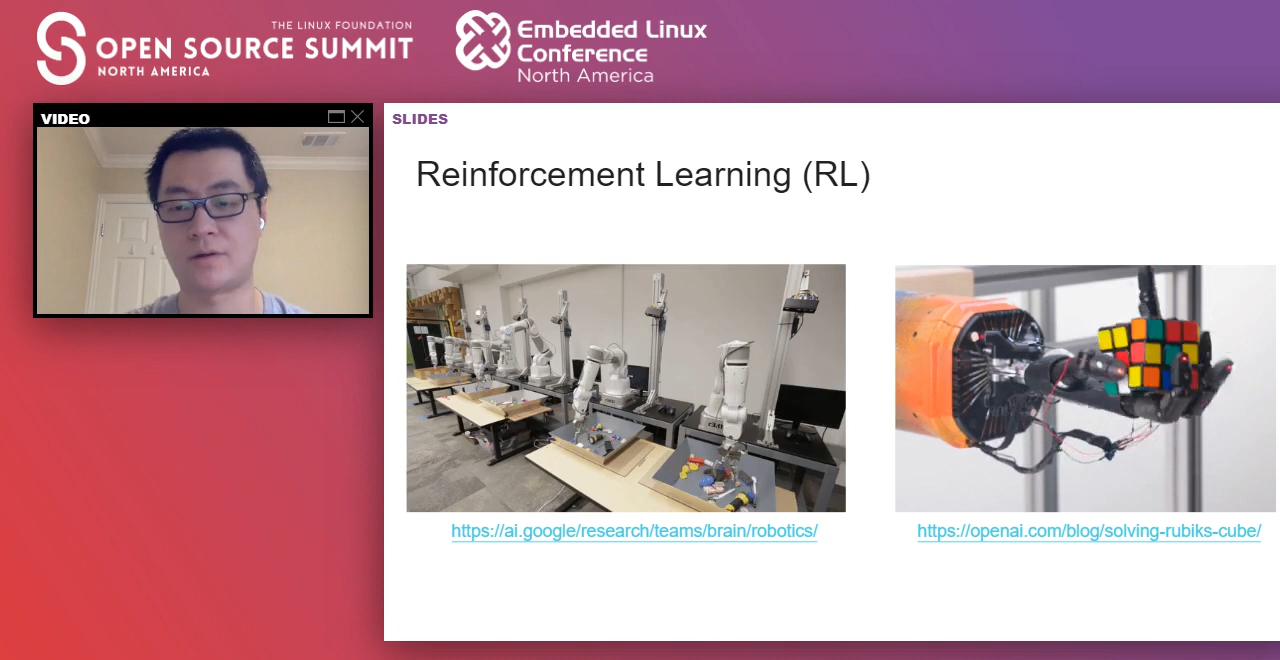 THE LINUX FOUNDATION
OPEN SOURCE SUMMIT
NORTH AMERICA
Embedded Linux
Conference
North America
VIDEO
SLIDES
Reinforcement Learning (RL)
https://ai.google/research/teams/brain/robotics/
https://openai.com/blog/solving-rubiks-cube/